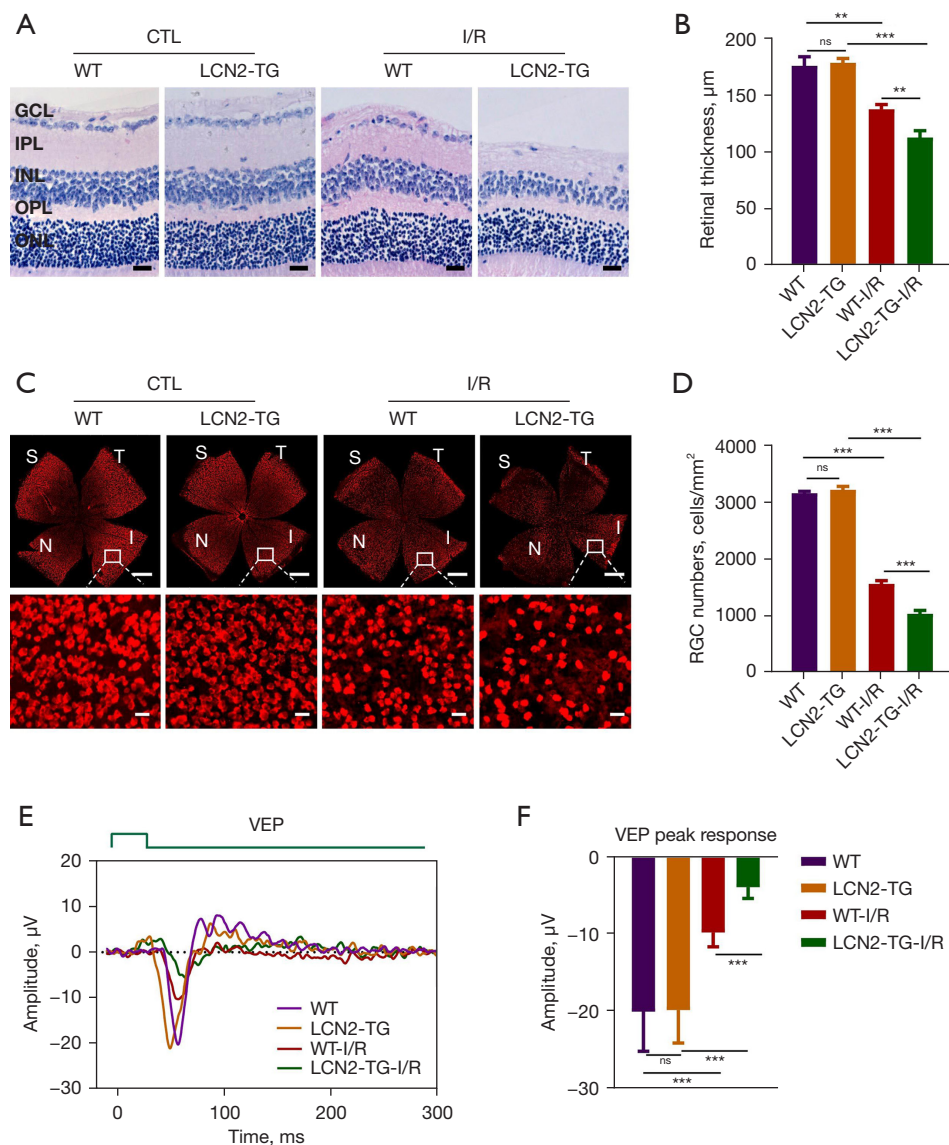 A
CTL
I/R
WT
LCN2-TG
WT
LCN2-TG
GCL
IPL
INL
OPL
ONL
B
Retinal thickness, μm
200
150
100
50
0
**
ns
***
**
WT
LCN2-TG
WT-I/R
LCN2-TG-I/R
C
CTL
I/R
WT
LCN2-TG
WT
LCN2-TG
S
T
N
I
S
T
N
I
S
T
N
I
S
T
N
I
D
RGC numbers, cells/mm²
4000
3000
2000
1000
0
***
***
ns
***
WT
LCN2-TG
WT-I/R
LCN2-TG-I/R
E
VEP
Amplitude, μV
20
10
0
−10
−20
−30
0
100
200
300
Time, ms
WT
LCN2-TG
WT-I/R
LCN2-TG-I/R
F
VEP peak response
Amplitude, μV
0
−10
−20
−30
***
ns
***
***
WT
LCN2-TG
WT-I/R
LCN2-TG-I/R